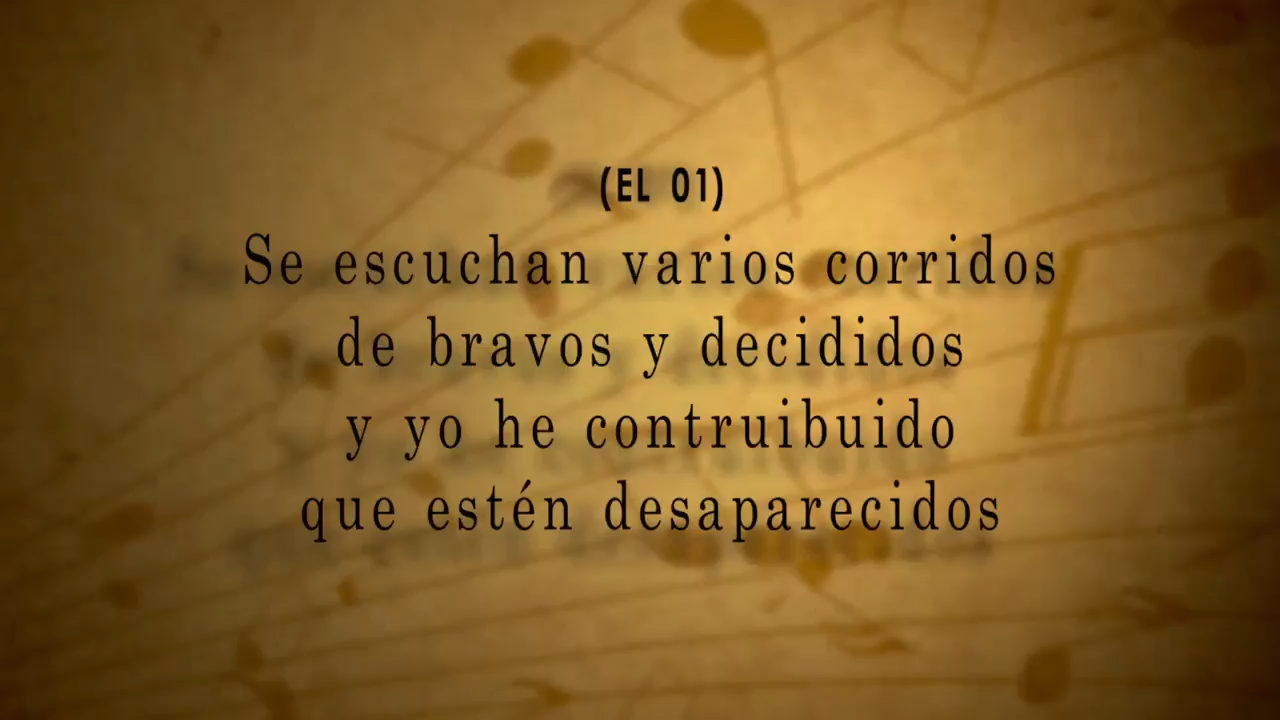 (EL 01)
Se escuchan varios corridos
de bravos y decididos
y yo he contruibuido
que estén desaparecidos